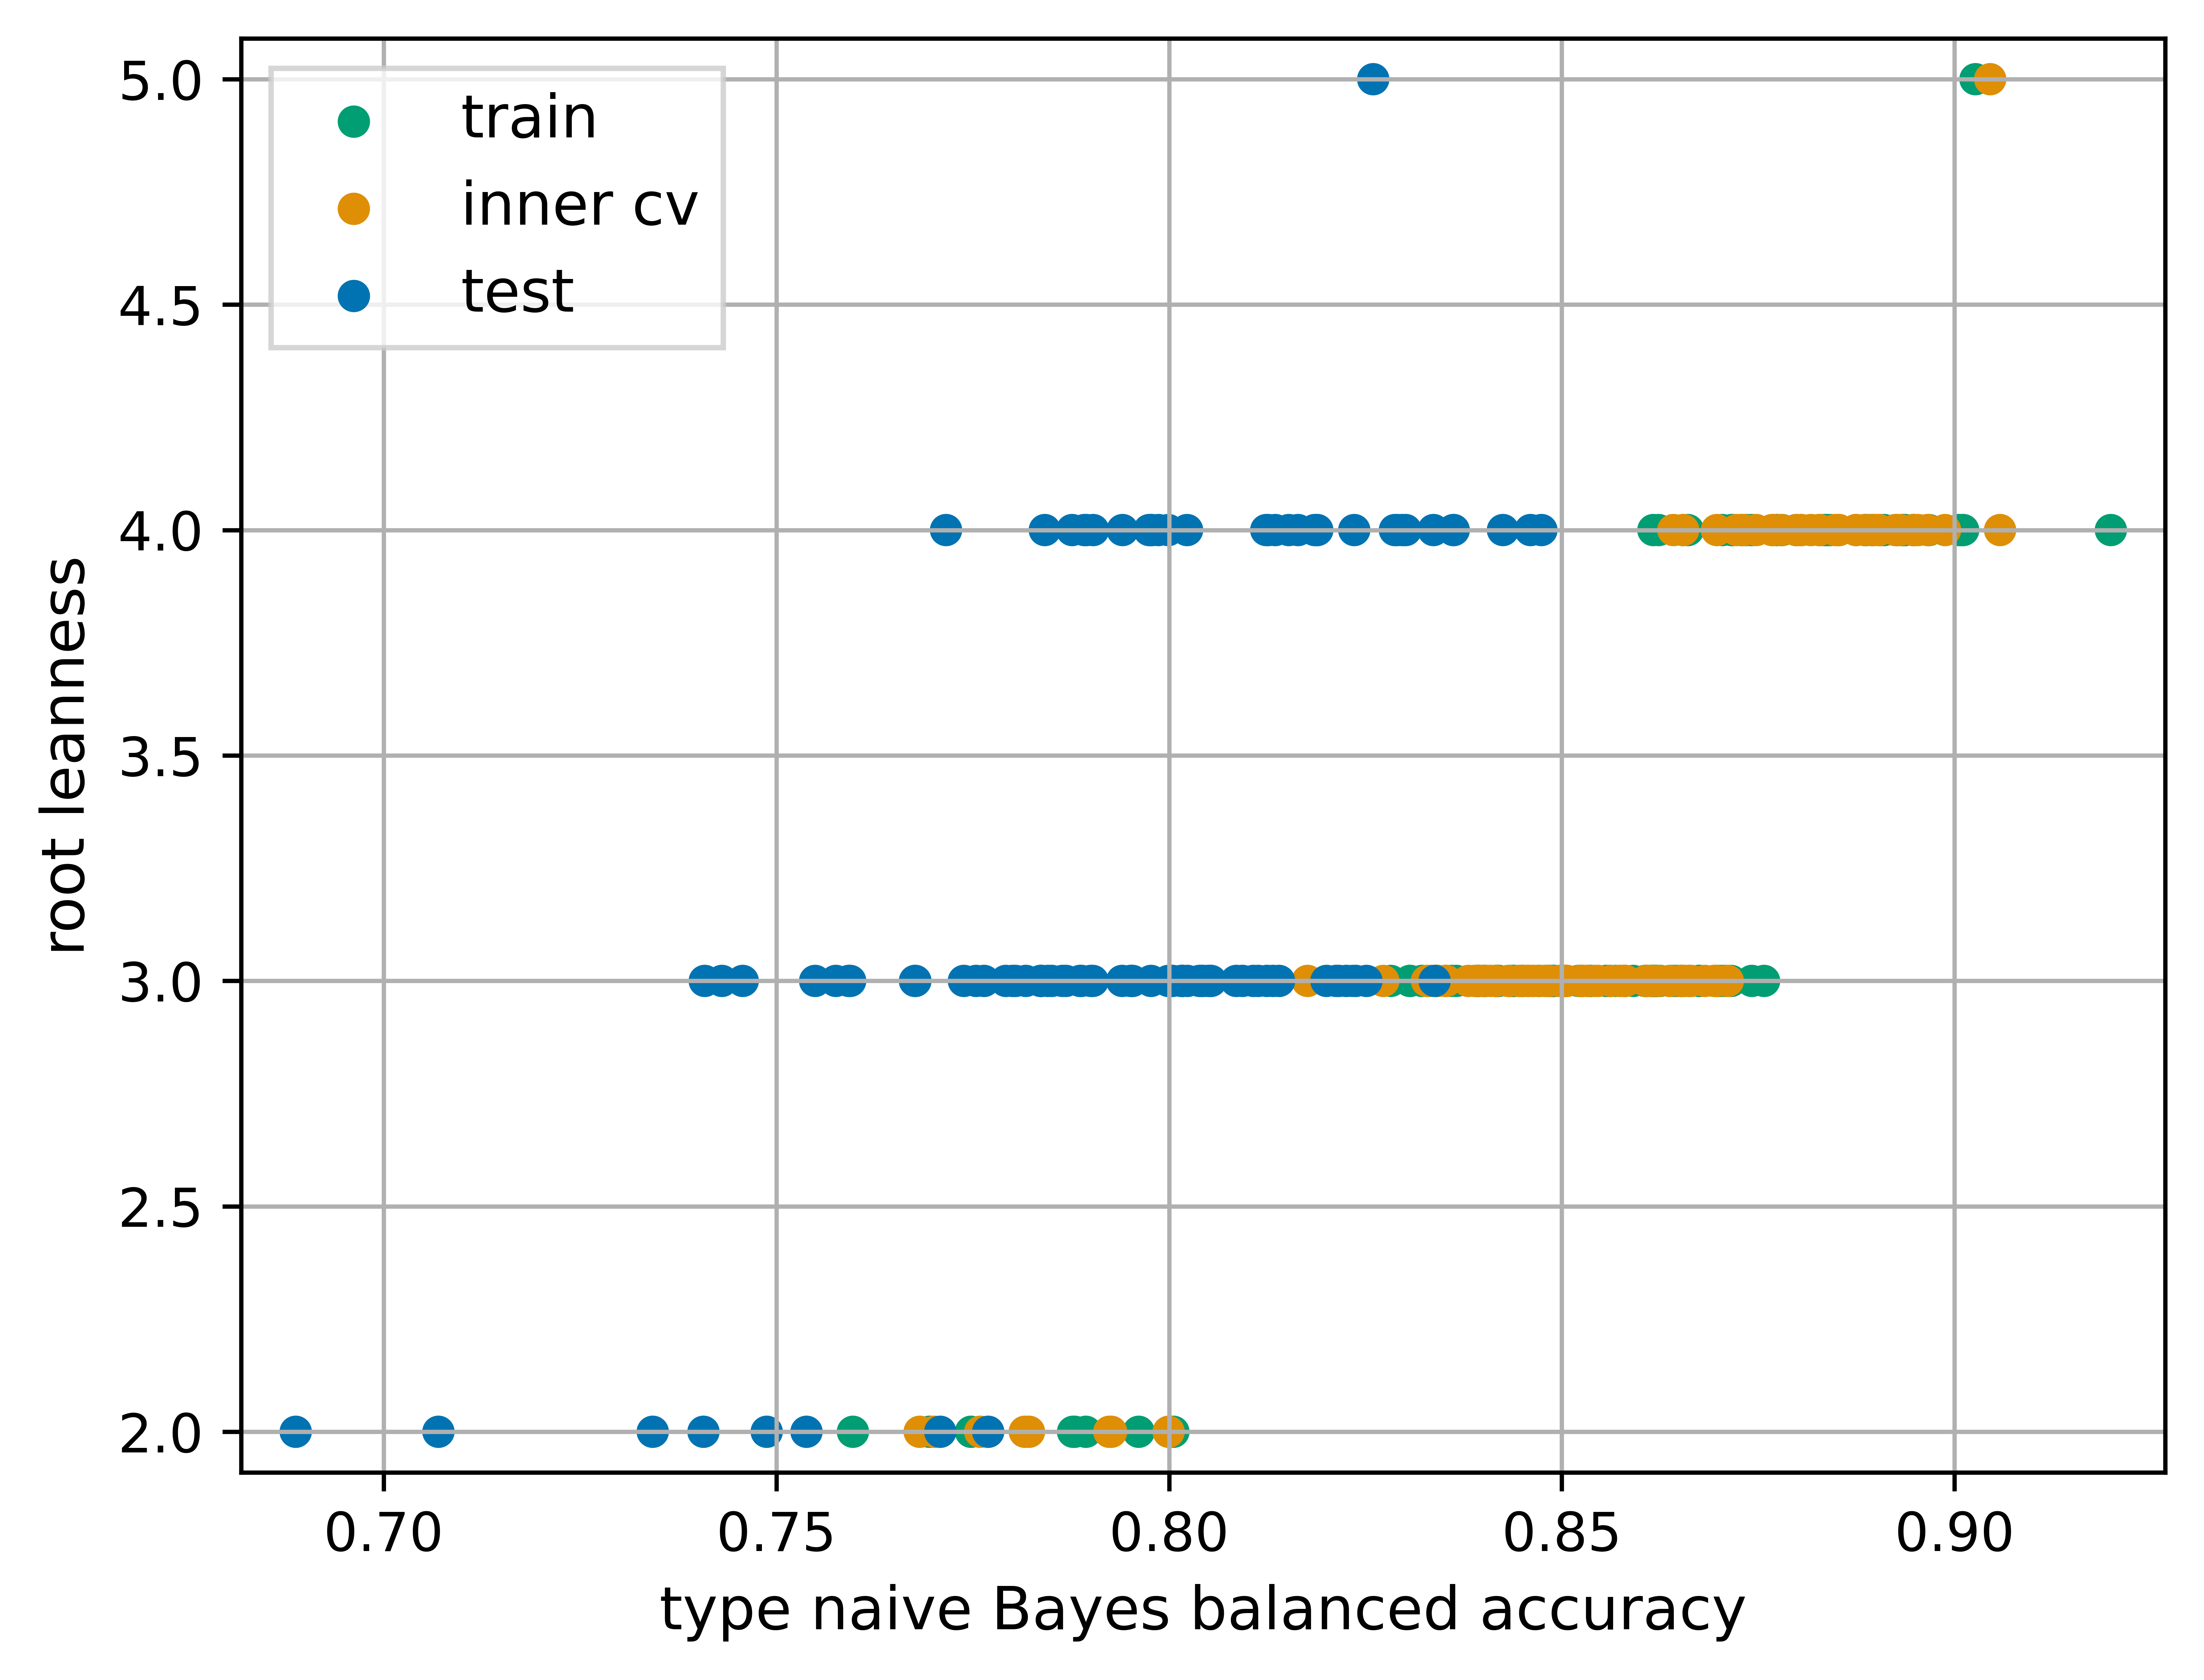 5.0
4.5
4.0
3.5
3.0
2.5
2.0
root leanness
train
inner cv
test
0.70 0.75 0.80 0.85 0.90
type naive Bayes balanced accuracy